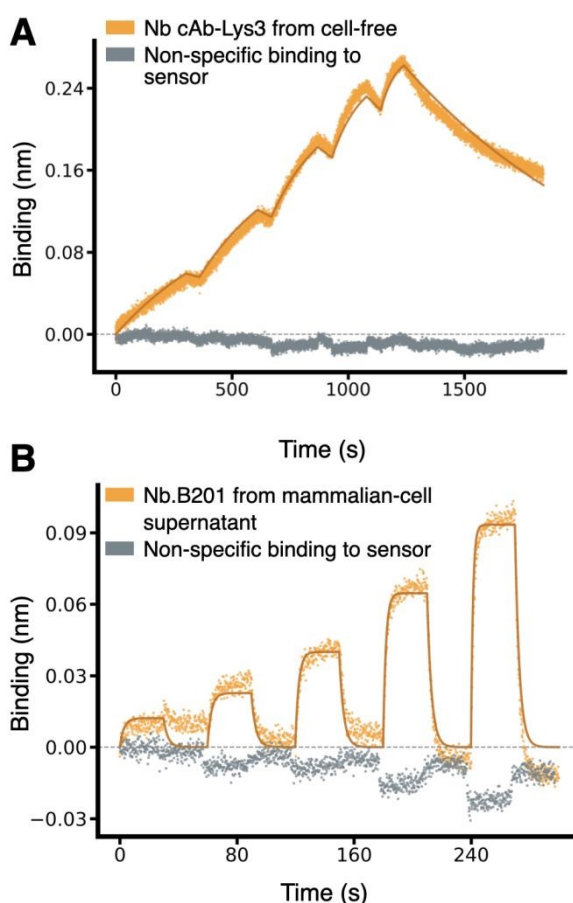 A
Nb cAb-Lys3 from cell-free
Non-specific binding to
sensor
0.24
0.16
0.08
0.00
Binding (nm)
0
500
1000
1500
Time (s)
B
Nb.B201 from mammalian-cell
supernatant
Non-specific binding to sensor
0.09
0.06
0.03
0.00
−0.03
Binding (nm)
0
80
160
240
Time (s)